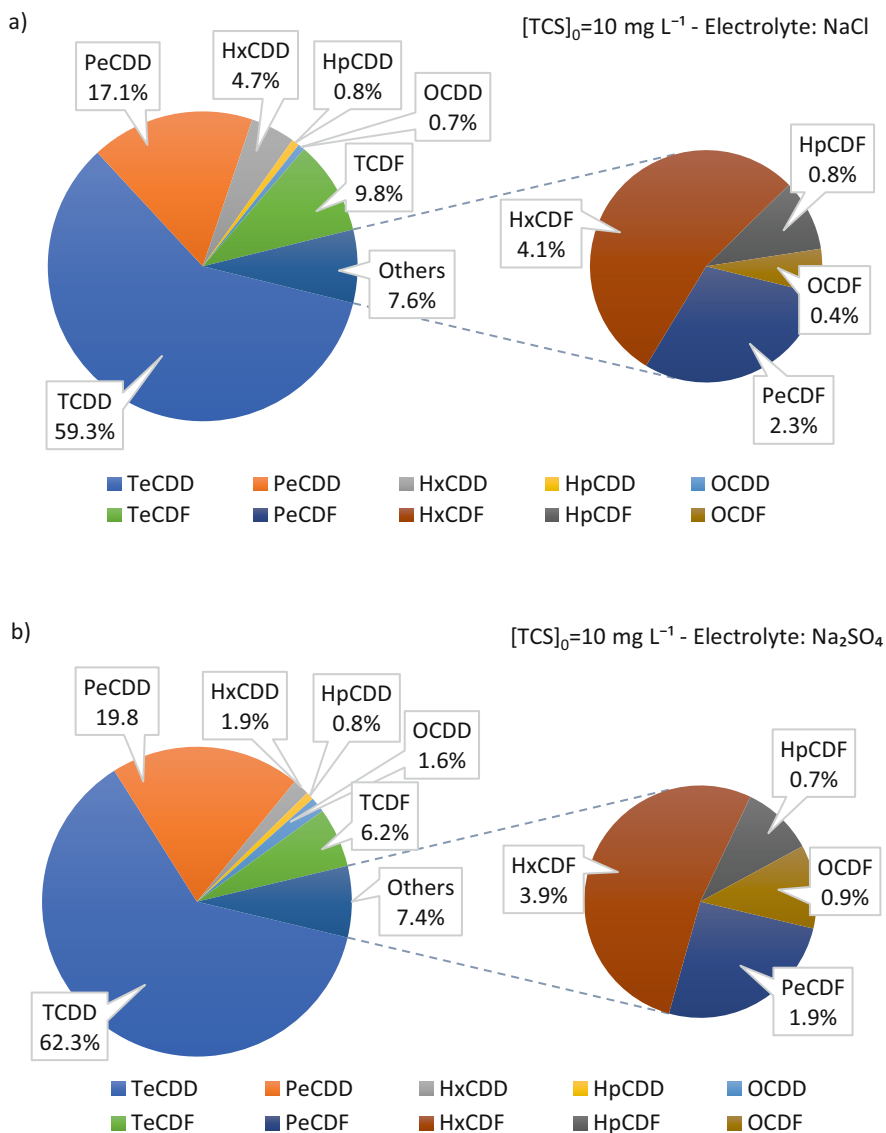 a)
[TCS]₀=10 mg L⁻¹ - Electrolyte: NaCl
PeCDD
17.1%
HxCDD
4.7%
HpCDD
0.8%
OCDD
0.7%
TCDF
9.8%
Others
7.6%
TCDD
59.3%
HxCDF
4.1%
HpCDF
0.8%
OCDF
0.4%
PeCDF
2.3%
TeCDD PeCDD HxCDD HpCDD OCDD
TeCDF PeCDF HxCDF HpCDF OCDF
b)
[TCS]₀=10 mg L⁻¹ - Electrolyte: Na₂SO₄
PeCDD
19.8
HxCDD
1.9%
HpCDD
0.8%
OCDD
1.6%
TCDF
6.2%
Others
7.4%
TCDD
62.3%
HxCDF
3.9%
HpCDF
0.7%
OCDF
0.9%
PeCDF
1.9%
TeCDD PeCDD HxCDD HpCDD OCDD
TeCDF PeCDF HxCDF HpCDF OCDF